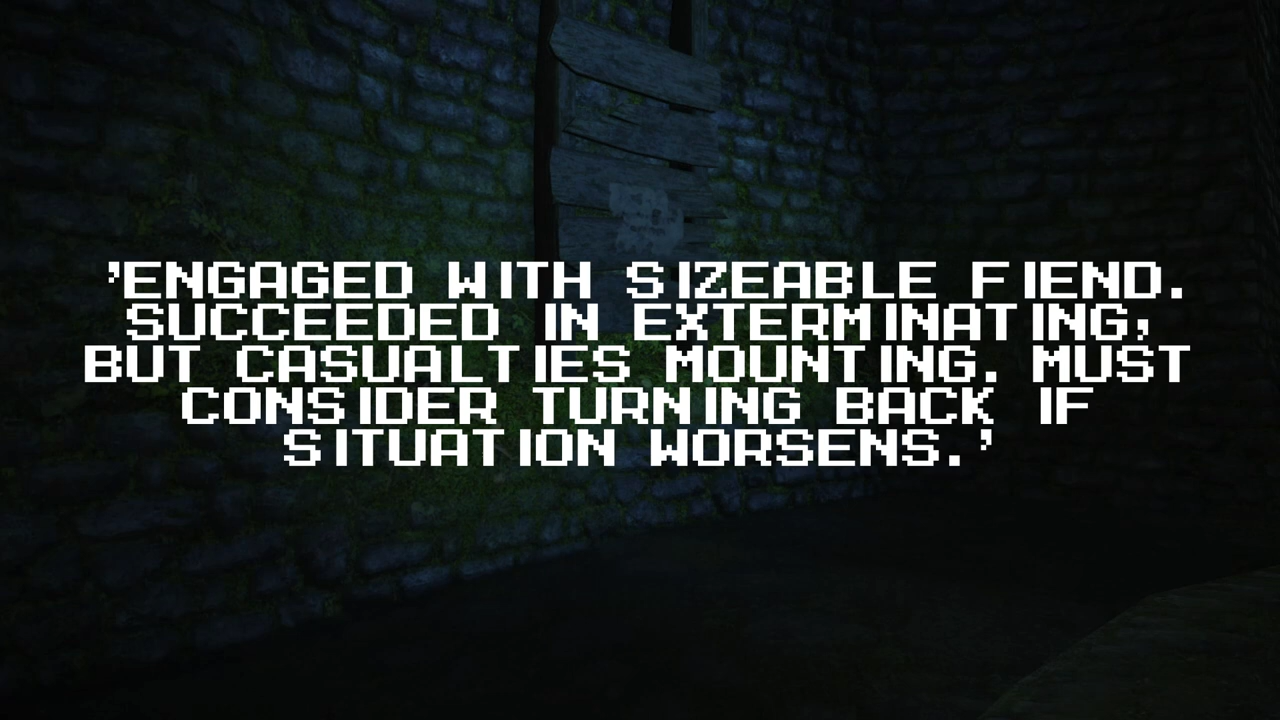 'ENGAGED WITH SIZEABLE FIEND.
SUCCEEDED IN EXTERMINATING,
BUT CASUALTIES MOUNTING. MUST
CONSIDER TURNING BACK IF
SITUATION WORSENS.'